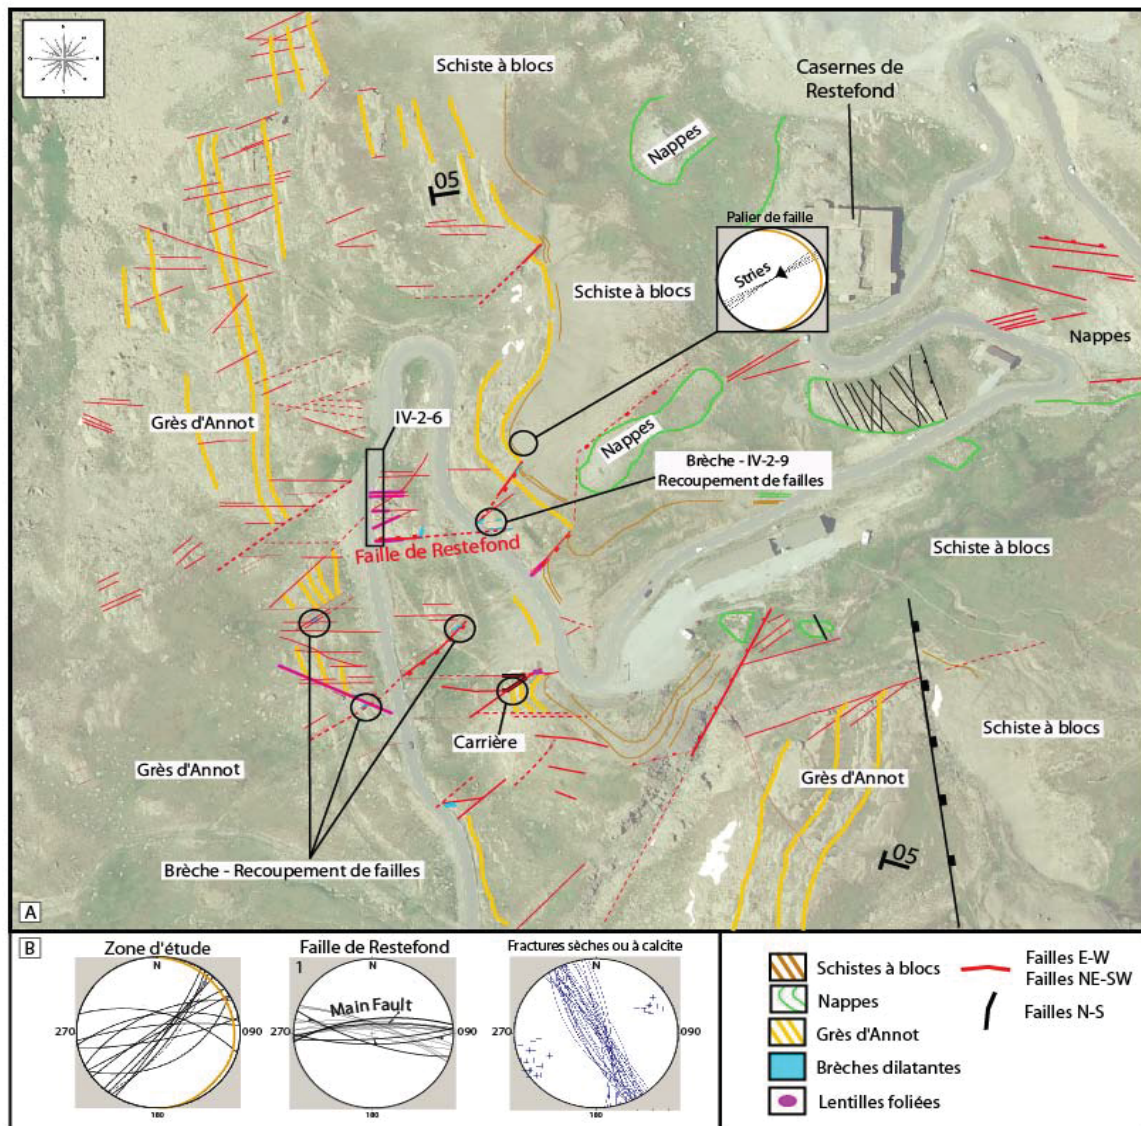 Schiste à blocs
Casernes de
Restefond
Nappes
05
Palier de faille
Stries
Schiste à blocs
Nappes
Grès d'Annot
IV-2-6
Nappes
Brèche - IV-2-9
Recoupement de failles
Faille de Restefond
Schiste à blocs
Carrière
Schiste à blocs
Grès d'Annot
Grès d'Annot
05
Brèche - Recoupement de failles
A
B
Zone d'étude
N
270
090
180
Faille de Restefond
1
N
Main Fault
270
090
180
Fractures sèches ou à calcite
N
270
090
180
Schistes à blocs
Nappes
Grès d'Annot
Brèches dilatantes
Lentilles foliées
Failles E-W
Failles NE-SW
Failles N-S